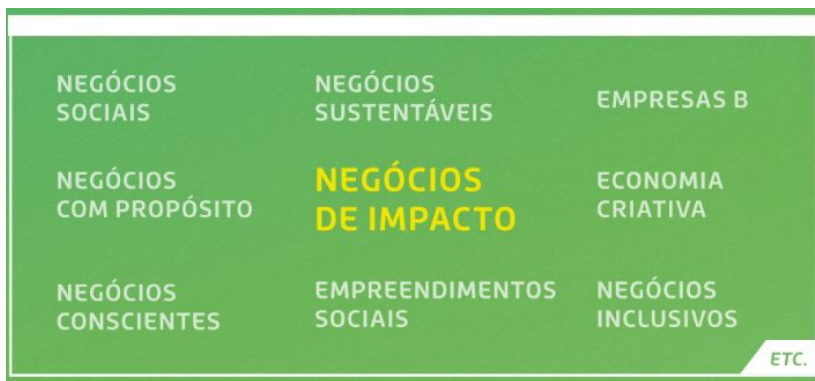 NEGÓCIOS
SOCIAIS
NEGÓCIOS
SUSTENTÁVEIS
EMPRESAS B
NEGÓCIOS
COM PROPÓSITO
NEGÓCIOS
DE IMPACTO
ECONOMIA
CRIATIVA
NEGÓCIOS
CONSCIENTES
EMPREENDIMENTOS
SOCIAIS
NEGÓCIOS
INCLUSIVOS
ETC.